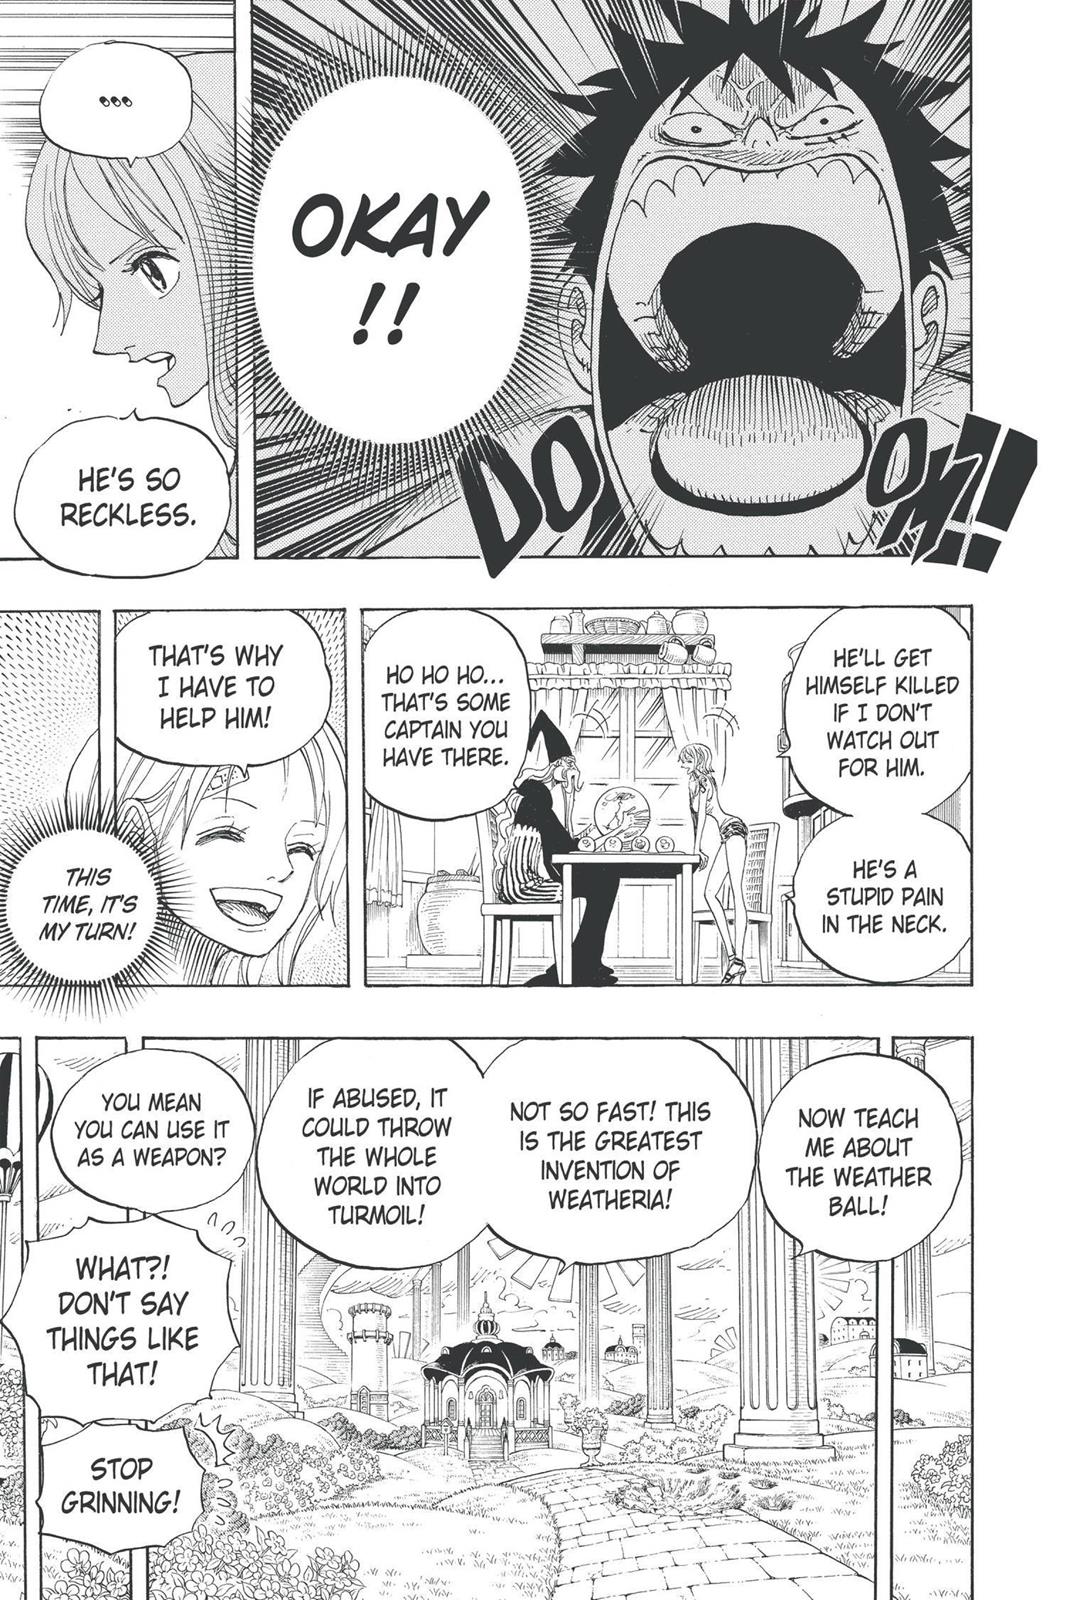 OKAY
!!
DOOM!!
...
HE'S SO
RECKLESS.
HE'LL GET
HIMSELF KILLED
IF I DON'T
WATCH OUT
FOR HIM.
HE'S A
STUPID PAIN
IN THE NECK.
HO HO HO...
THAT'S SOME
CAPTAIN YOU
HAVE THERE.
THAT'S WHY
I HAVE TO
HELP HIM!
THIS
TIME, IT'S
MY TURN!
NOW TEACH
ME ABOUT
THE WEATHER
BALL!
NOT SO FAST! THIS
IS THE GREATEST
INVENTION OF
WEATHERIA!
IF ABUSED, IT
COULD THROW
THE WHOLE
WORLD INTO
TURMOIL!
YOU MEAN
YOU CAN USE IT
AS A WEAPON?
WHAT?!
DON'T SAY
THINGS LIKE
THAT!
STOP
GRINNING!